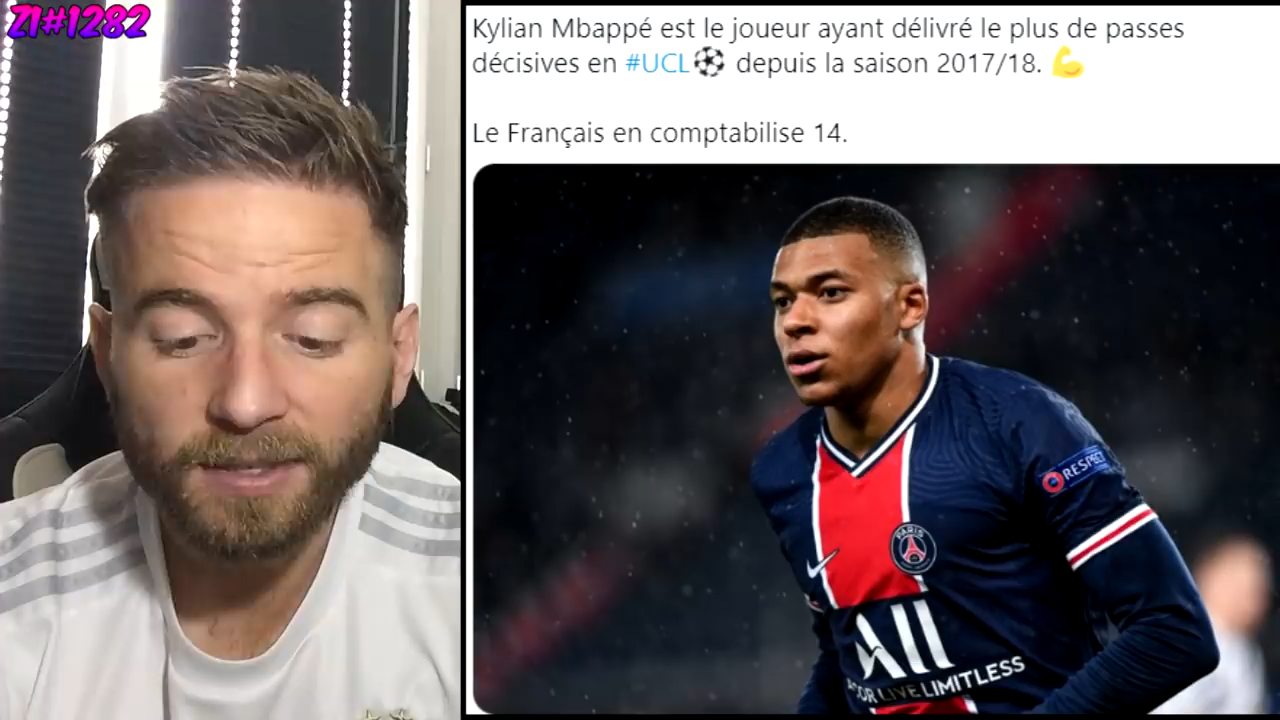 Z1#1282
Kylian Mbappé est le joueur ayant délivré le plus de passes
décisives en #UCL⚽ depuis la saison 2017/18. 💪
Le Français en comptabilise 14.
RESPECT
PARIS
ALL
LIVE LIMITLESS